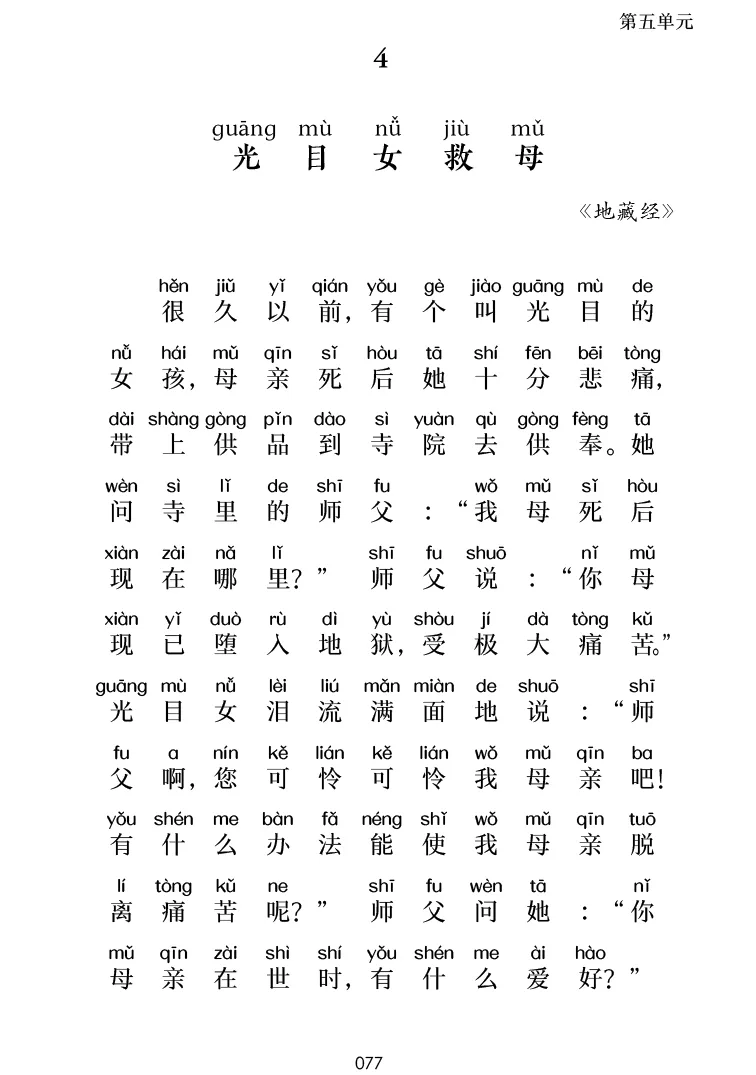 第五单元
4
guāng mù nǚ jiù mǔ
光目女救母
《地藏经》
hěn jiǔ yǐ qián yǒu gè jiào guāng mù de
很久以前，有个叫光目的
nǚ hái mǔ qīn sǐ hòu tā shí fēn bēi tòng
女孩，母亲死后她十分悲痛，
dài shàng gòng pǐn dào sì yuàn qù gòng fèng tā
带上供品到寺院去供奉。她
wèn sì lǐ de shī fu wǒ mǔ sǐ hòu
问寺里的师父：“我母死后
xiàn zài nǎ lǐ shī fu shuō nǐ mǔ
现在哪里？”师父说：“你母
xiàn yǐ duò rù dì yù shòu jí dà tòng kǔ
现已堕入地狱，受极大痛苦。”
guāng mù nǚ lèi liú mǎn miàn de shuō shī
光目女泪流满面地说：“师
fu a nín kě lián kě lián wǒ mǔ qīn ba
父啊，您可怜可怜我母亲吧！
yǒu shén me bàn fǎ néng shǐ wǒ mǔ qīn tuō
有什么办法能使我母亲脱
lí tòng kǔ ne shī fu wèn tā nǐ
离痛苦呢？”师父问她：“你
mǔ qīn zài shì shí yǒu shén me ài hào
母亲在世时，有什么爱好？”
077